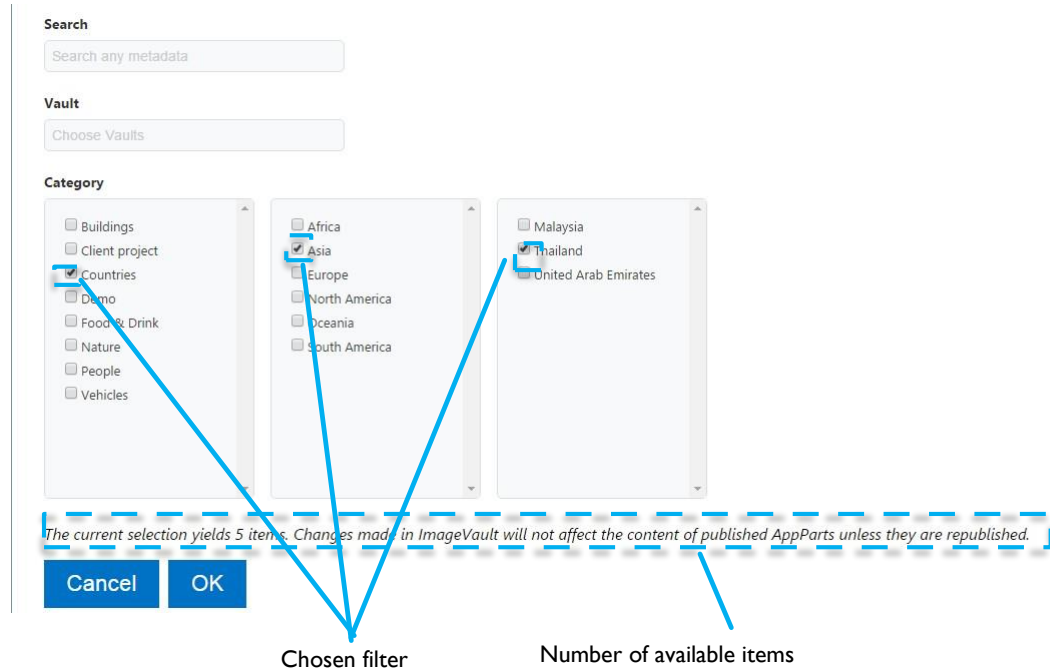 Search
Search any metadata
Vault
Choose Vaults
Category
Buildings
Client project
Countries
Demo
Food & Drink
Nature
People
Vehicles
Africa
Asia
Europe
North America
Oceania
South America
Malaysia
Thailand
United Arab Emirates
The current selection yields 5 items. Changes made in ImageVault will not affect the content of published AppParts unless they are republished.
Cancel
OK
Chosen filter
Number of available items